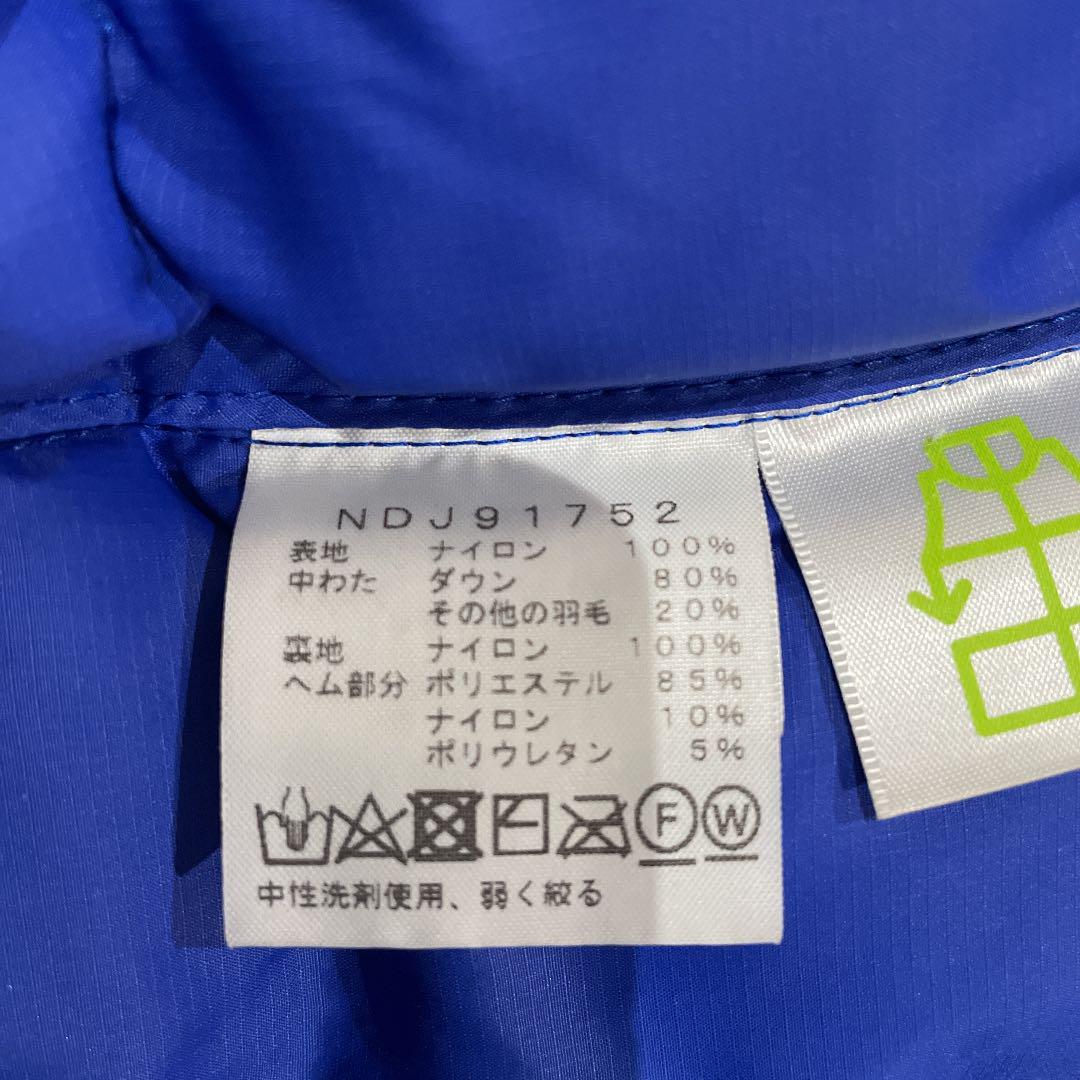 NDJ91752
表地 ナイロン 100%
中わた ダウン 80%
その他の羽毛 20%
裏地 ナイロン 100%
ヘム部分 ポリエステル 85%
ナイロン 10%
ポリウレタン 5%
F W
中性洗剤使用、弱く絞る